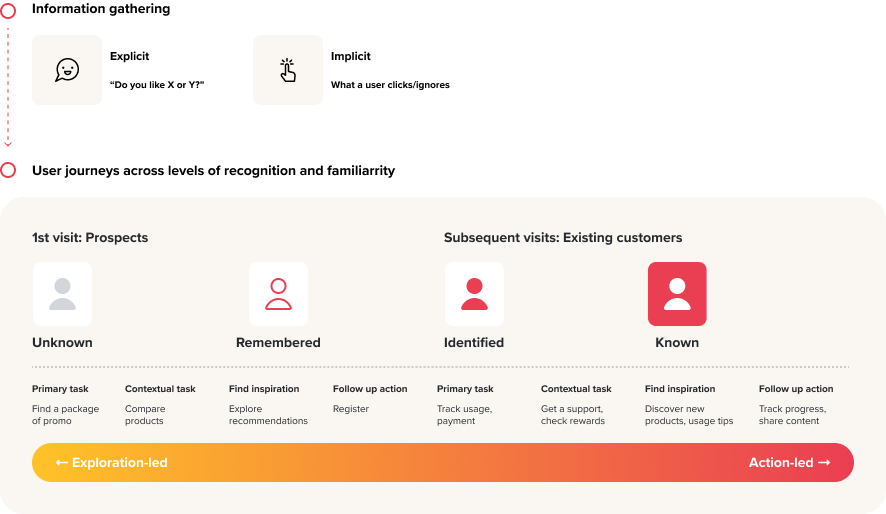 Information gathering
Explicit
“Do you like X or Y?”
Implicit
What a user clicks/ignores
User journeys across levels of recognition and familiarrity
1st visit: Prospects
Subsequent visits: Existing customers
Unknown
Remembered
Identified
Known
Primary task
Find a package
of promo
Contextual task
Compare
products
Find inspiration
Explore
recommendations
Follow up action
Register
Primary task
Track usage,
payment
Contextual task
Get a support,
check rewards
Find inspiration
Discover new
products, usage tips
Follow up action
Track progress,
share content
← Exploration-led
Action-led →